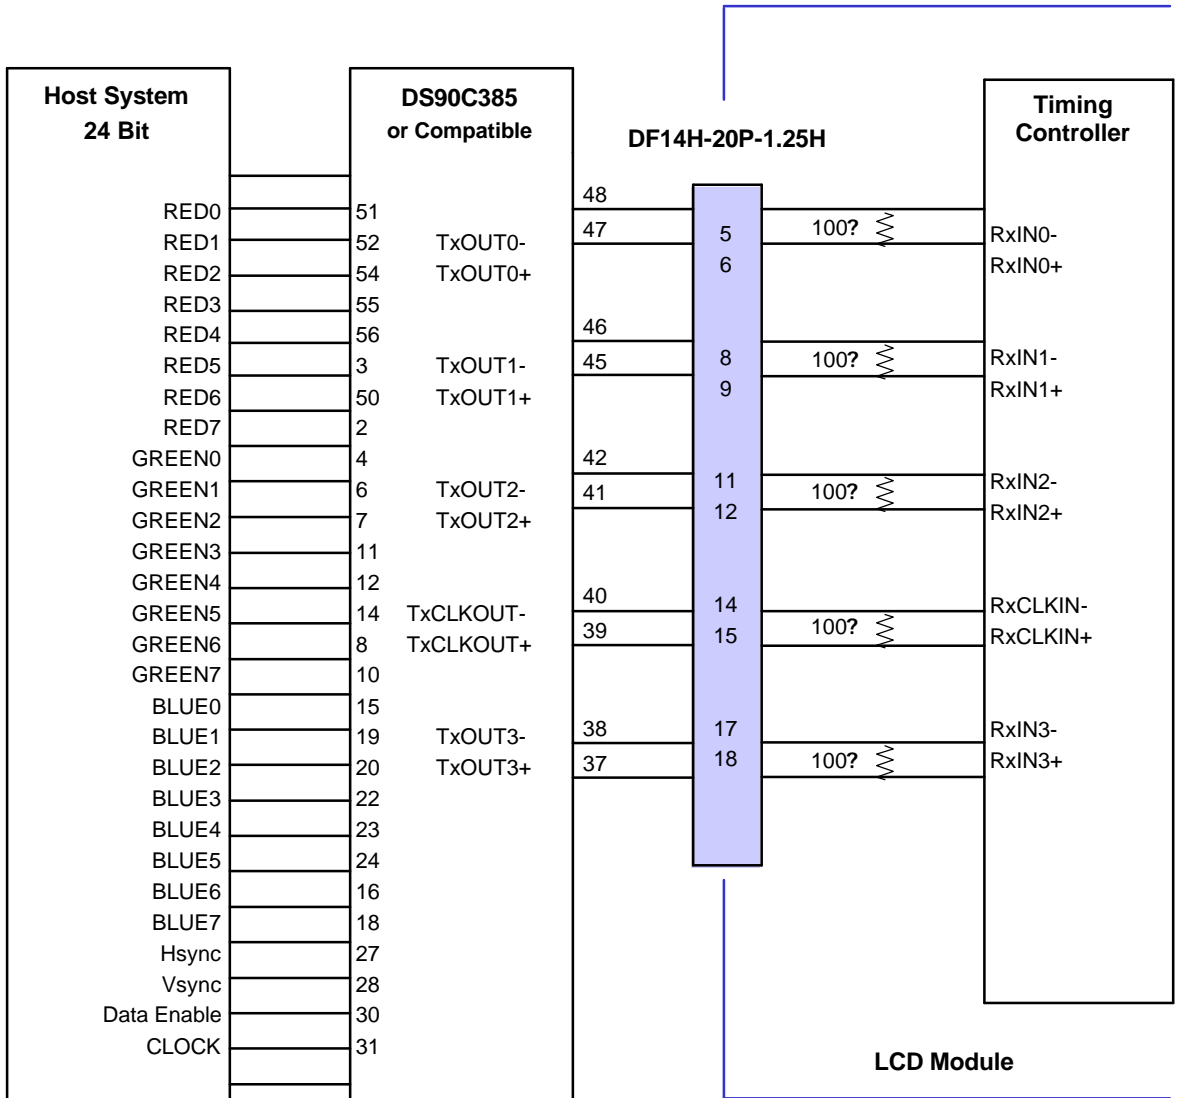 Host System
24 Bit
DS90C385
or Compatible
DF14H-20P-1.25H
Timing
Controller
RED0 51
RED1 52
RED2 54
RED3 55
RED4 56
RED5 3
RED6 50
RED7 2
GREEN0 4
GREEN1 6
GREEN2 7
GREEN3 11
GREEN4 12
GREEN5 14
GREEN6 8
GREEN7 10
BLUE0 15
BLUE1 19
BLUE2 20
BLUE3 22
BLUE4 23
BLUE5 24
BLUE6 16
BLUE7 18
Hsync 27
Vsync 28
Data Enable 30
CLOCK 31
TxOUT0-
TxOUT0+
TxOUT1-
TxOUT1+
TxOUT2-
TxOUT2+
TxCLKOUT-
TxCLKOUT+
TxOUT3-
TxOUT3+
48
47
46
45
42
41
40
39
38
37
5
6
8
9
11
12
14
15
17
18
100?
100?
100?
100?
100?
RxIN0-
RxIN0+
RxIN1-
RxIN1+
RxIN2-
RxIN2+
RxCLKIN-
RxCLKIN+
RxIN3-
RxIN3+
LCD Module